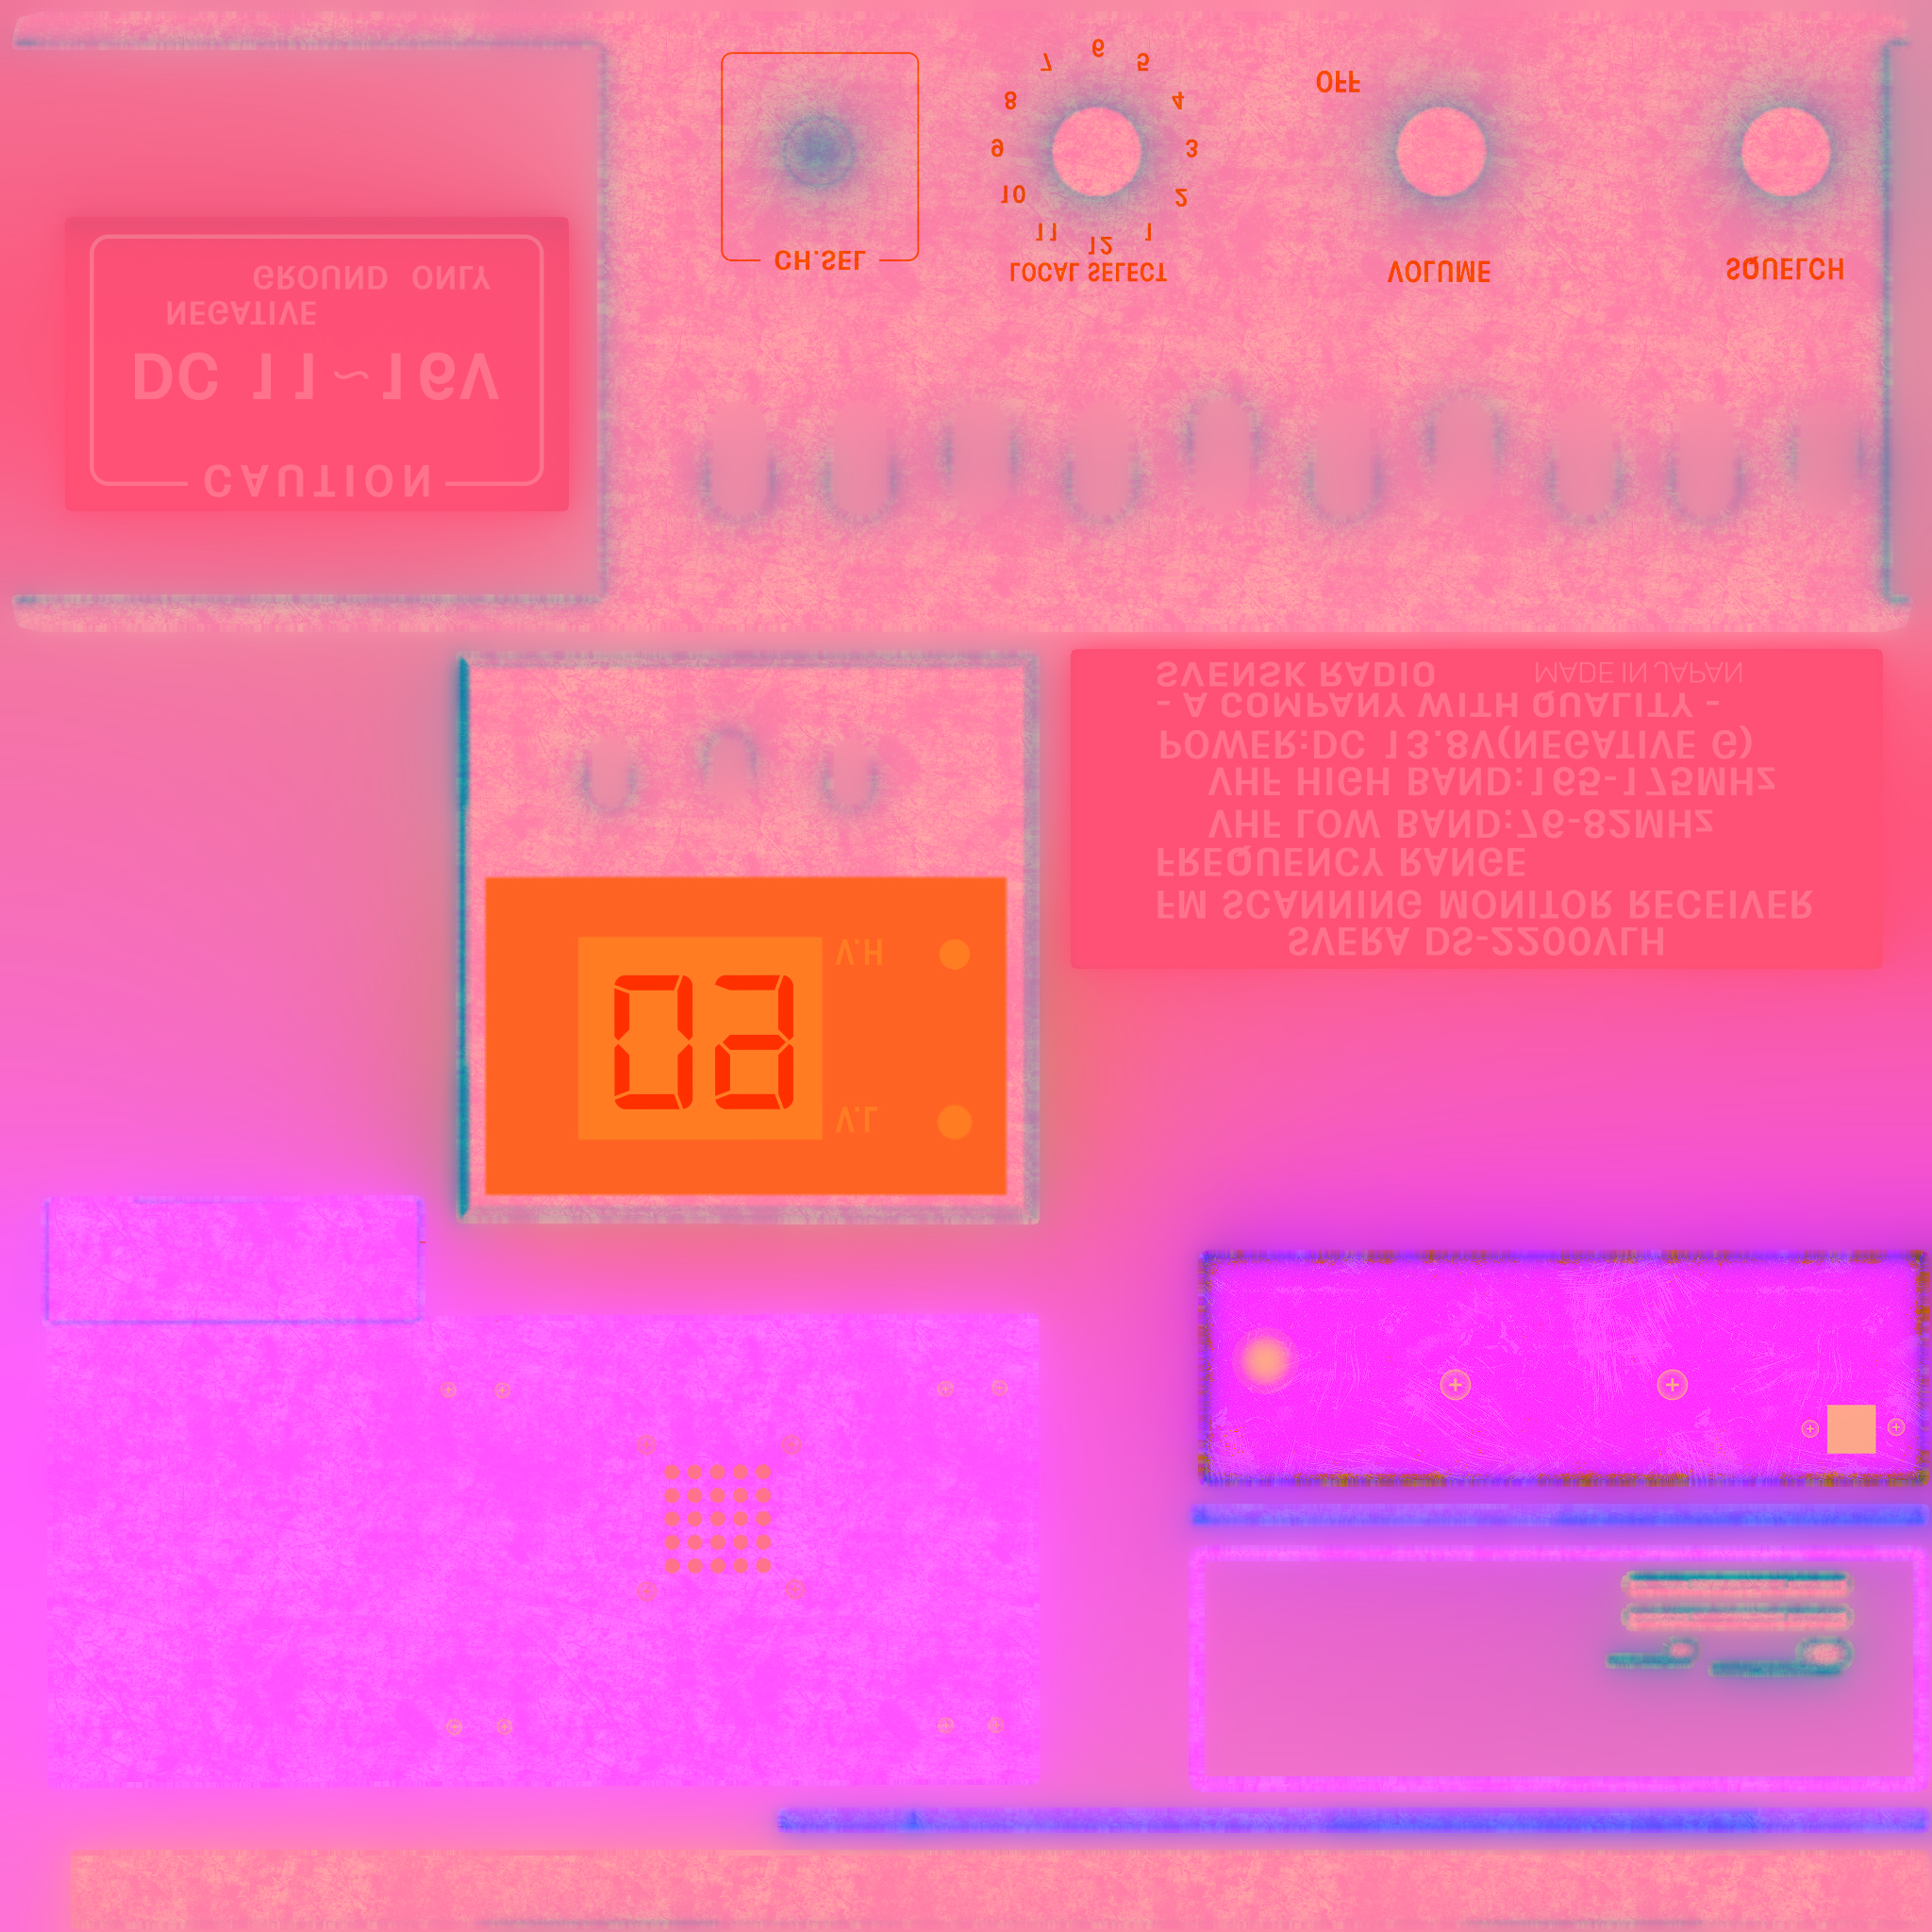 CAUTION
DC 11~16V
NEGATIVE
GROUND ONLY
CH.SEL
LOCAL SELECT
12
11
1
10
2
9
3
8
4
7
5
6
VOLUME
OFF
SQUELCH
V.L
09
V.H
SVERA DS-2200VLH
FM SCANNING MONITOR RECEIVER
FREQUENCY RANGE
VHF LOW BAND:76-82MHz
VHF HIGH BAND:165-175MHz
POWER:DC 13.8V(NEGATIVE G)
- A COMPANY WITH QUALITY -
SVENSK RADIO MADE IN JAPAN